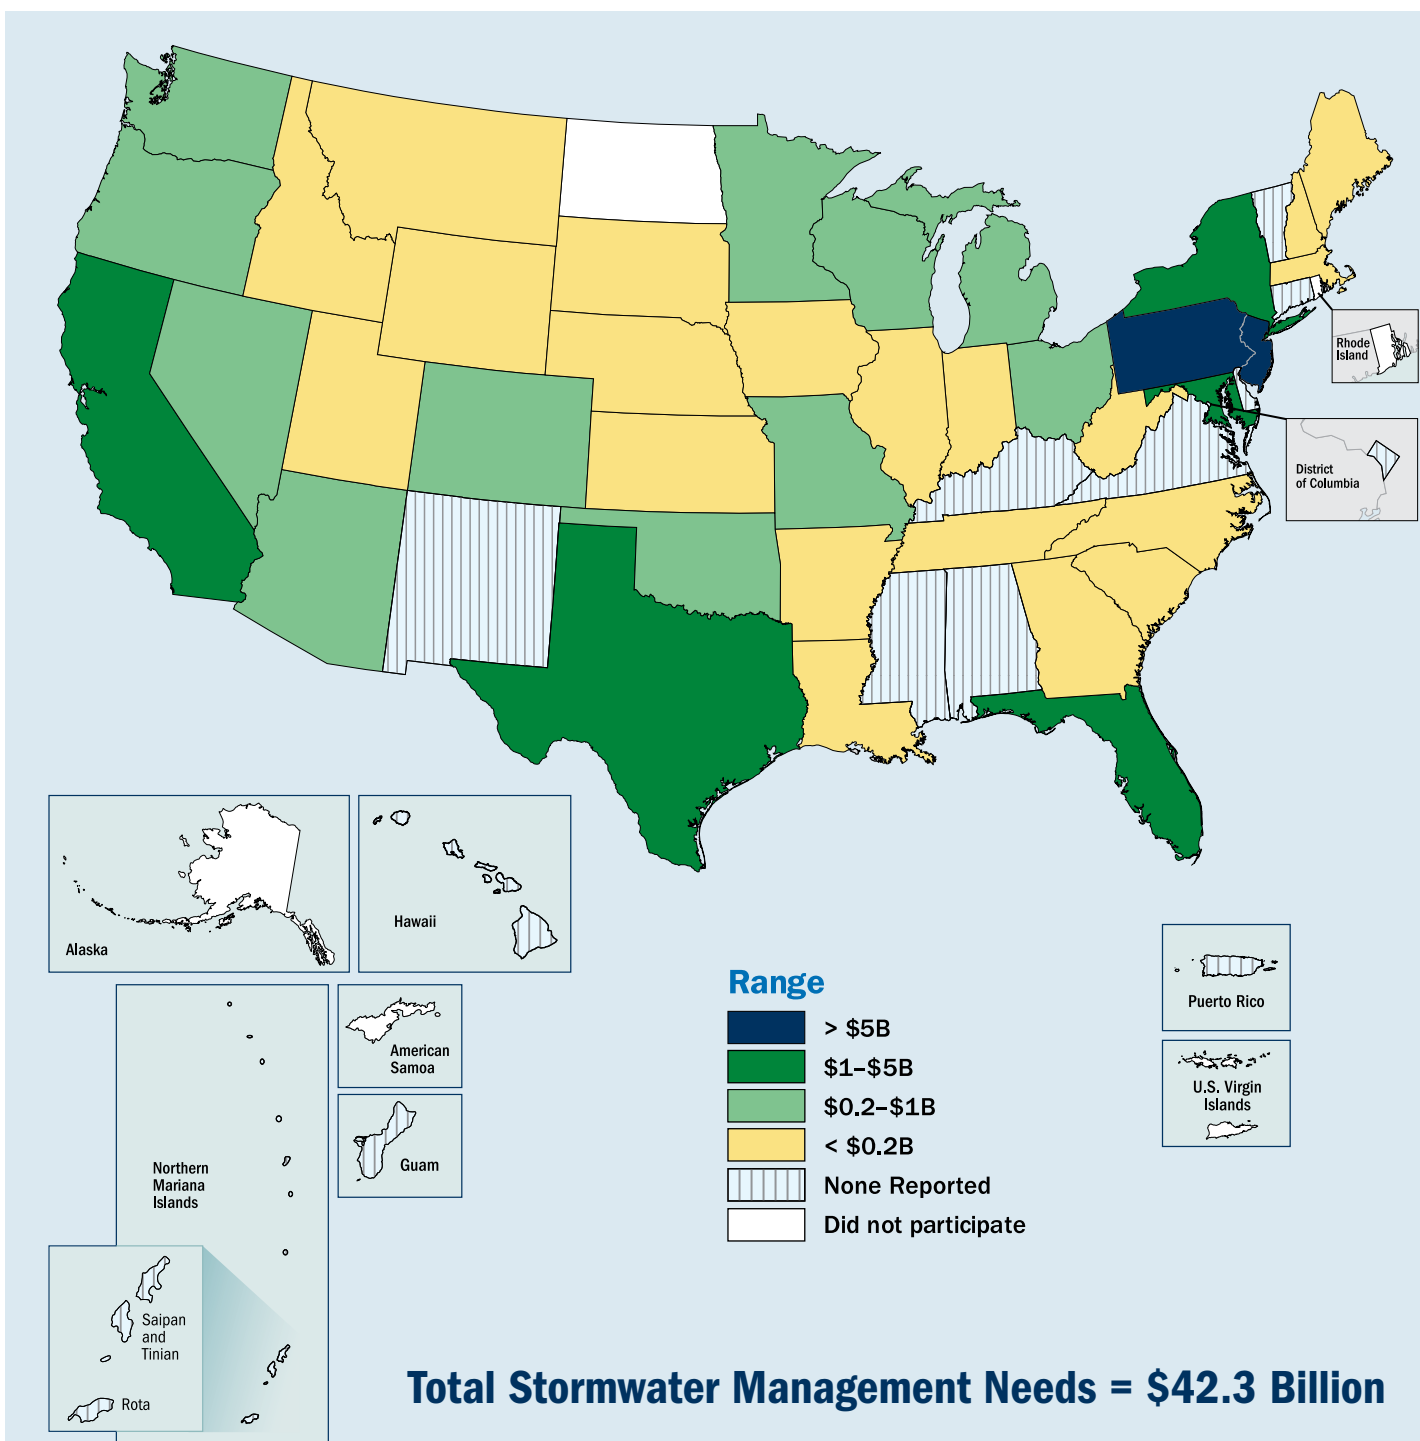 Rhode
Island
District
of Columbia
Alaska
Hawaii
American
Samoa
Guam
Northern
Mariana
Islands
Saipan
and
Tinian
Rota
Puerto Rico
U.S. Virgin
Islands
Range
> $5B
$1–$5B
$0.2–$1B
< $0.2B
None Reported
Did not participate
Total Stormwater Management Needs = $42.3 Billion